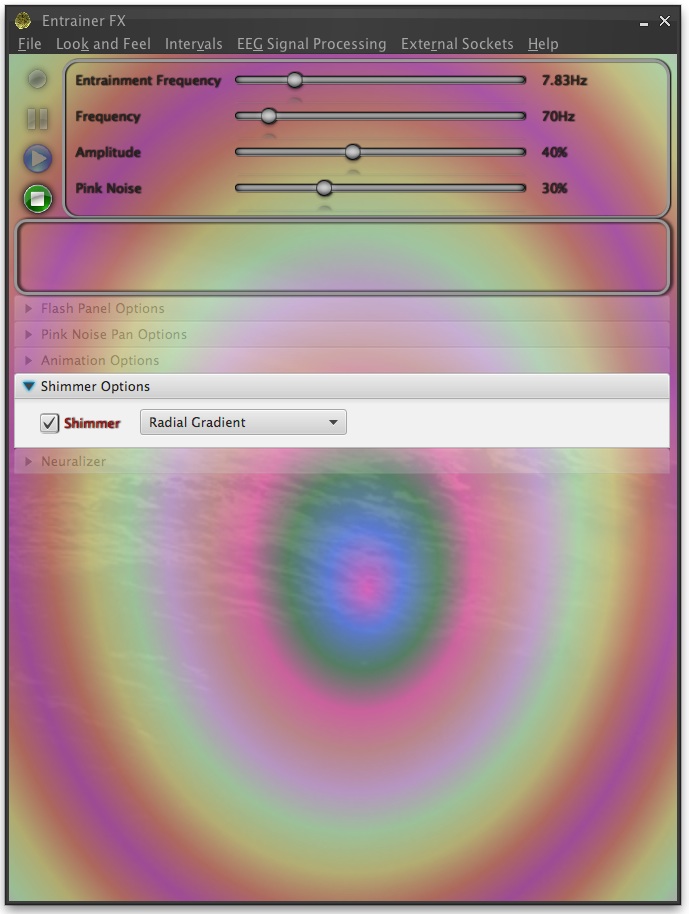 Entrainer FX
File Look and Feel Intervals EEG Signal Processing External Sockets Help
Entrainment Frequency 7.83Hz
Frequency 70Hz
Amplitude 40%
Pink Noise 30%
Flash Panel Options
Pink Noise Pan Options
Animation Options
Shimmer Options
Shimmer Radial Gradient
Neuralizer